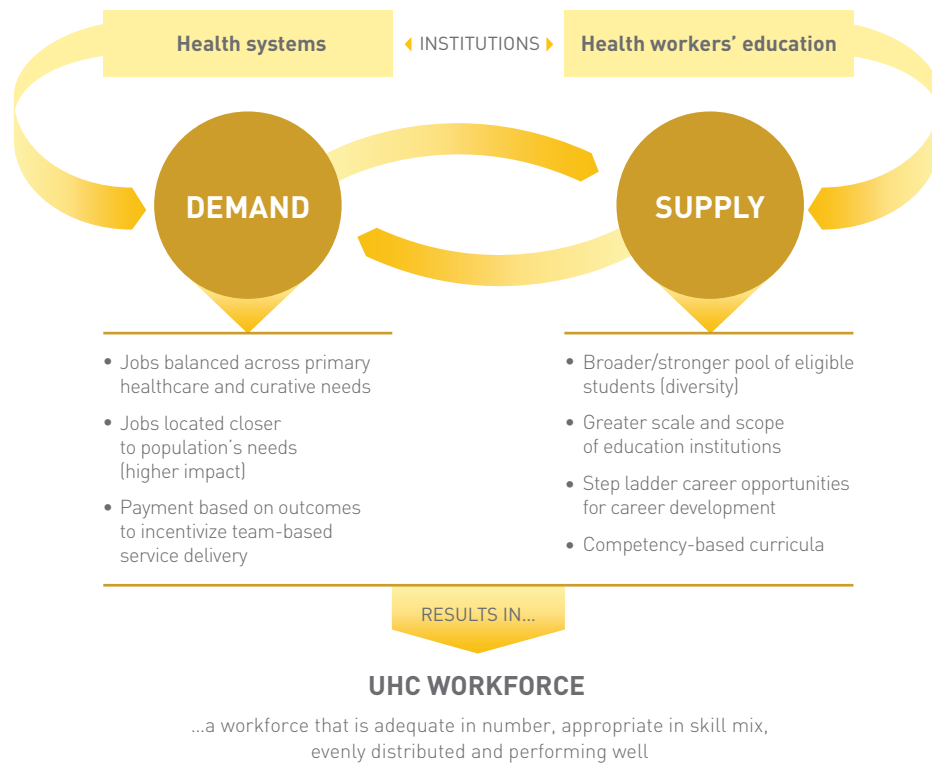 Health systems
INSTITUTIONS
Health workers’ education
DEMAND
SUPPLY
• Jobs balanced across primary
healthcare and curative needs
• Jobs located closer
to population’s needs
(higher impact)
• Payment based on outcomes
to incentivize team-based
service delivery
• Broader/stronger pool of eligible
students (diversity)
• Greater scale and scope
of education institutions
• Step ladder career opportunities
for career development
• Competency-based curricula
RESULTS IN...
UHC WORKFORCE
...a workforce that is adequate in number, appropriate in skill mix,
evenly distributed and performing well